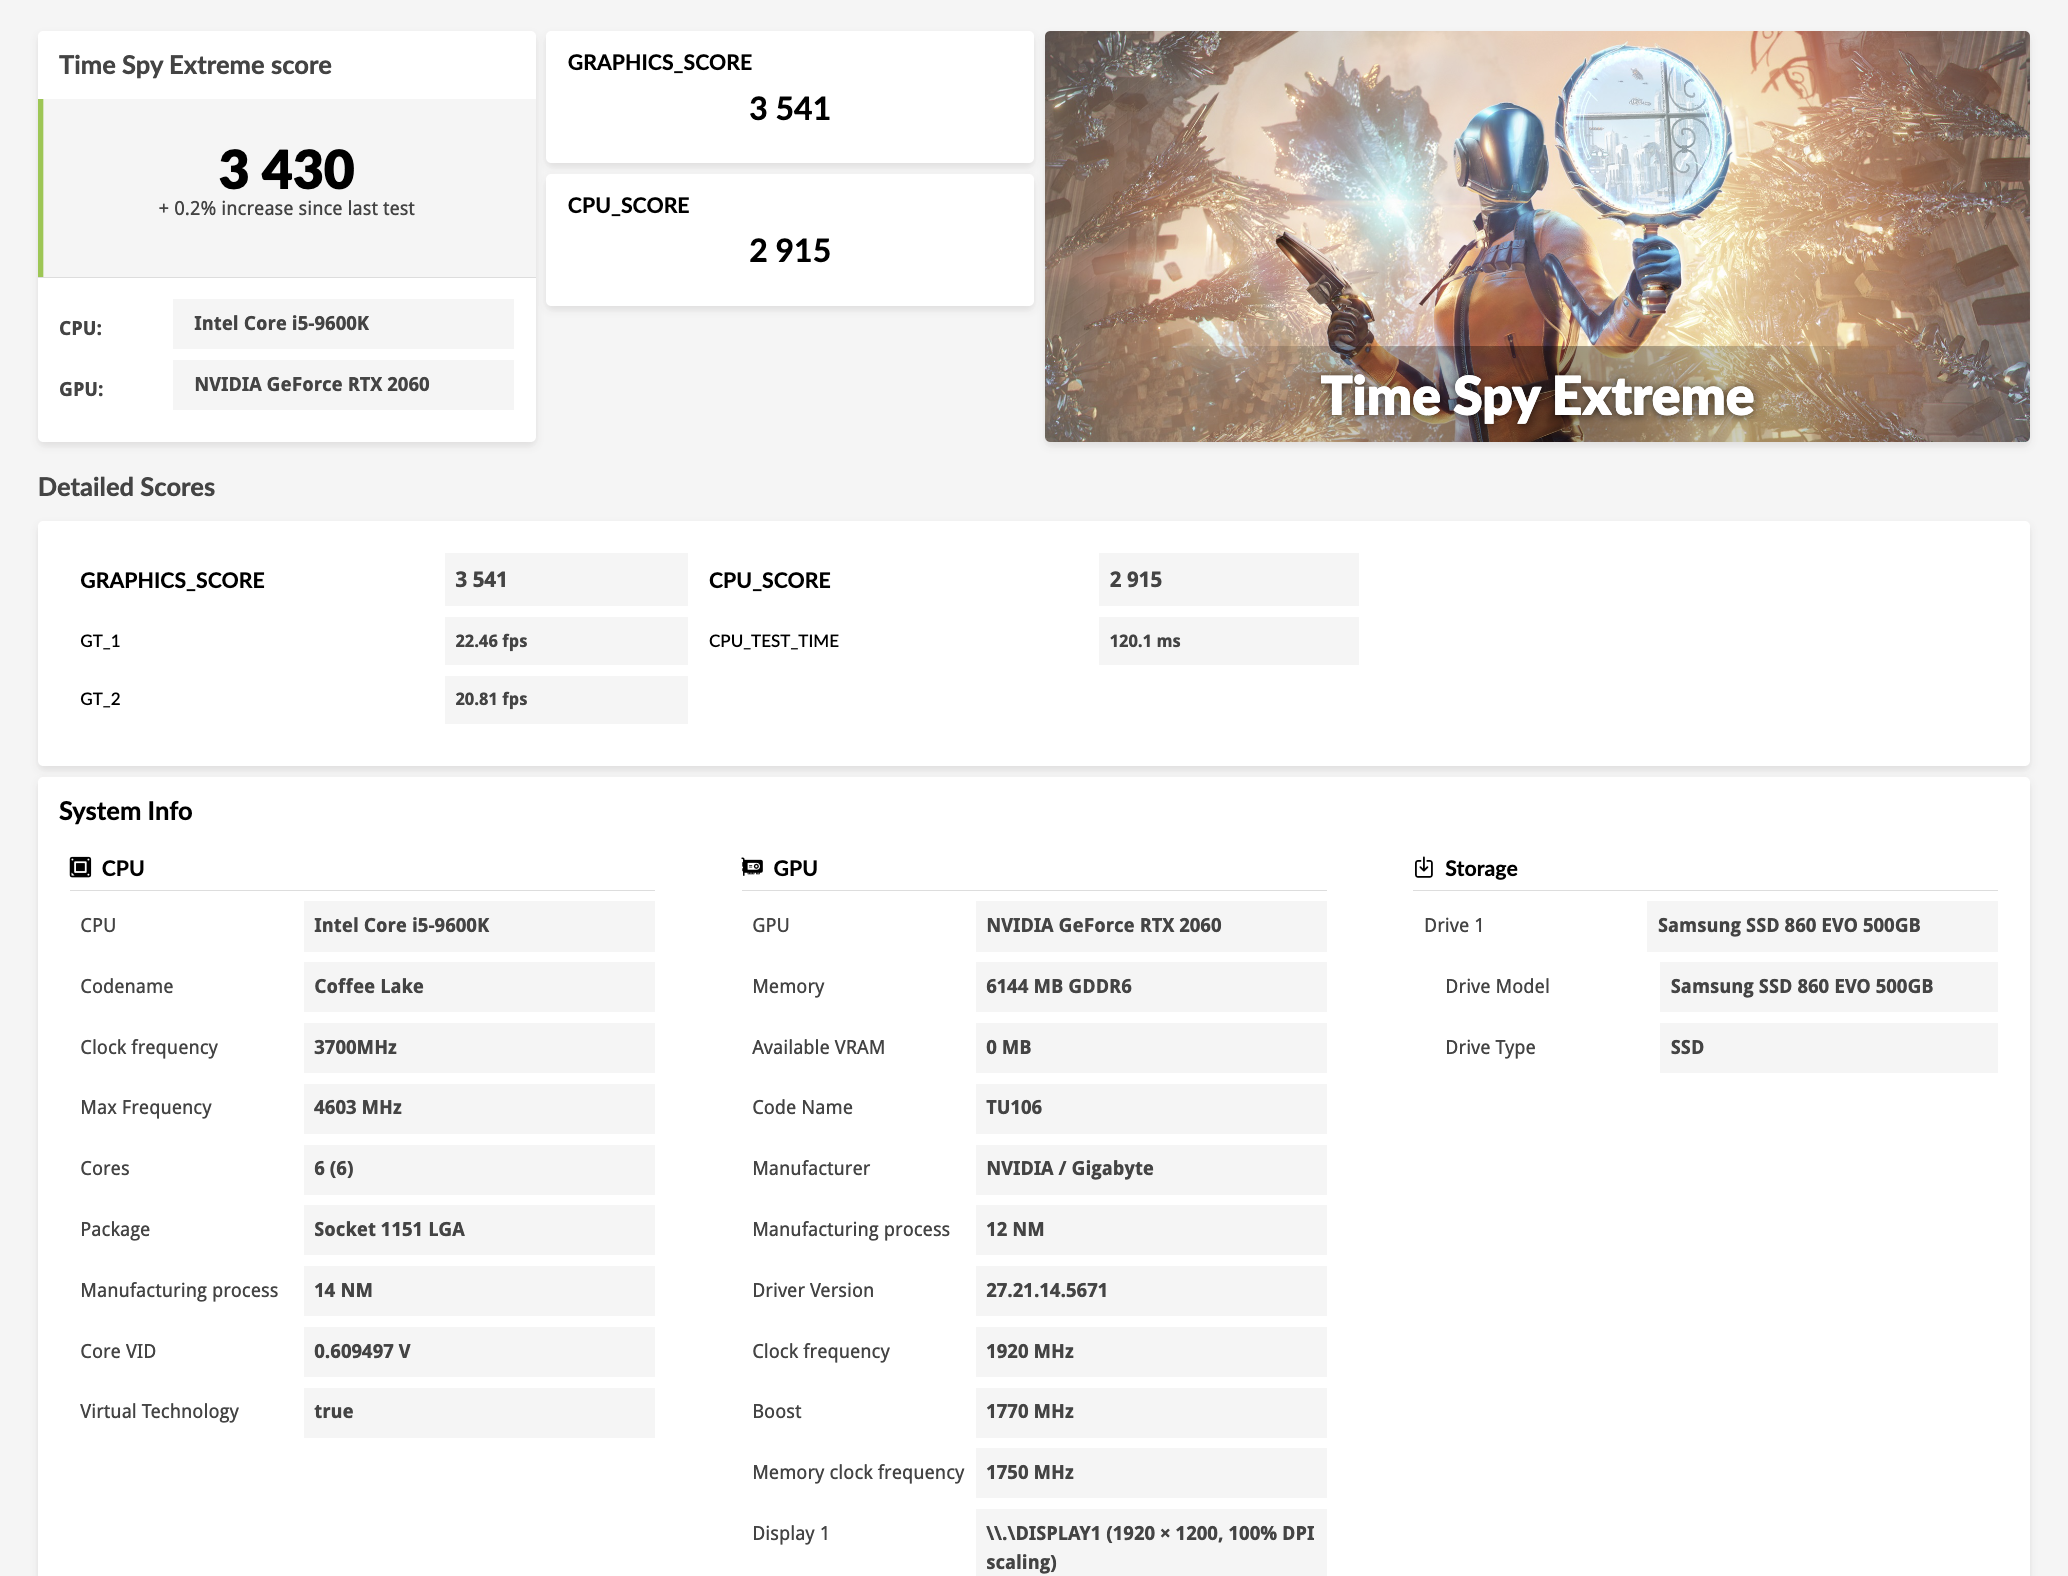 Time Spy Extreme score
3 430
+ 0.2% increase since last test
CPU: Intel Core i5-9600K
GPU: NVIDIA GeForce RTX 2060
GRAPHICS_SCORE
3 541
CPU_SCORE
2 915
Time Spy Extreme
Detailed Scores
GRAPHICS_SCORE 3 541 CPU_SCORE 2 915
GT_1 22.46 fps CPU_TEST_TIME 120.1 ms
GT_2 20.81 fps
System Info
CPU
CPU Intel Core i5-9600K
Codename Coffee Lake
Clock frequency 3700MHz
Max Frequency 4603 MHz
Cores 6 (6)
Package Socket 1151 LGA
Manufacturing process 14 NM
Core VID 0.609497 V
Virtual Technology true
GPU
GPU NVIDIA GeForce RTX 2060
Memory 6144 MB GDDR6
Available VRAM 0 MB
Code Name TU106
Manufacturer NVIDIA / Gigabyte
Manufacturing process 12 NM
Driver Version 27.21.14.5671
Clock frequency 1920 MHz
Boost 1770 MHz
Memory clock frequency 1750 MHz
Display 1 \\.\DISPLAY1 (1920 × 1200, 100% DPI
scaling)
Storage
Drive 1 Samsung SSD 860 EVO 500GB
Drive Model Samsung SSD 860 EVO 500GB
Drive Type SSD